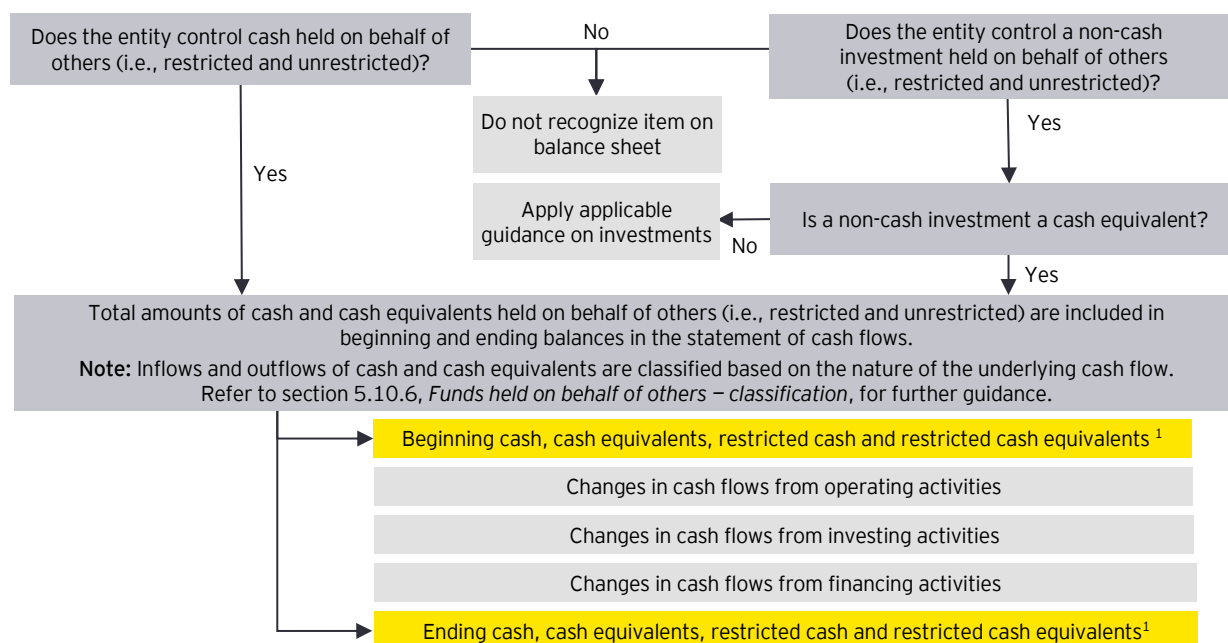 Does the entity control cash held on behalf of
others (i.e., restricted and unrestricted)?
No
Does the entity control a non-cash
investment held on behalf of others
(i.e., restricted and unrestricted)?
Do not recognize item on
balance sheet
Yes
Yes
Apply applicable
guidance on investments
No
Is a non-cash investment a cash equivalent?
Yes
Total amounts of cash and cash equivalents held on behalf of others (i.e., restricted and unrestricted) are included in
beginning and ending balances in the statement of cash flows.
Note: Inflows and outflows of cash and cash equivalents are classified based on the nature of the underlying cash flow.
Refer to section 5.10.6, Funds held on behalf of others – classification, for further guidance.
Beginning cash, cash equivalents, restricted cash and restricted cash equivalents ¹
Changes in cash flows from operating activities
Changes in cash flows from investing activities
Changes in cash flows from financing activities
Ending cash, cash equivalents, restricted cash and restricted cash equivalents¹